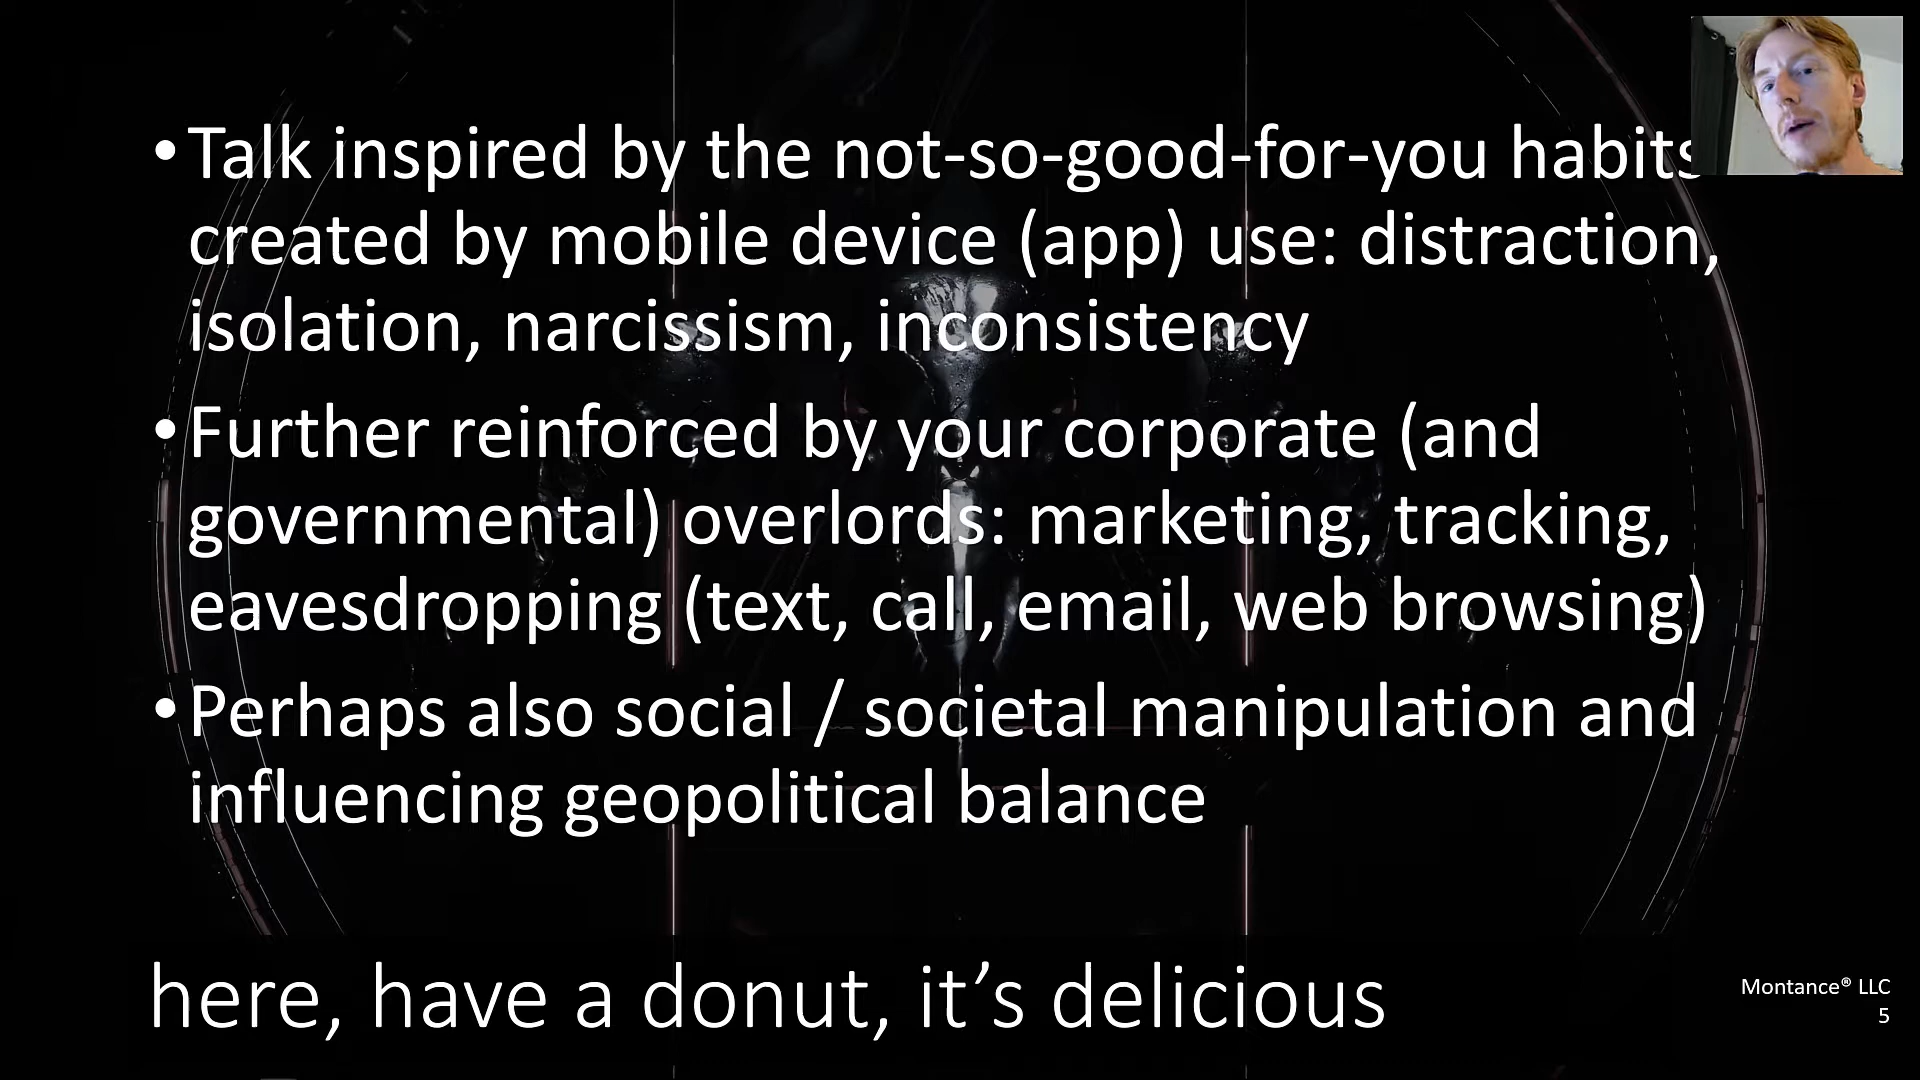 •Talk inspired by the not-so-good-for-you habits
created by mobile device (app) use: distraction,
isolation, narcissism, inconsistency
•Further reinforced by your corporate (and
governmental) overlords: marketing, tracking,
eavesdropping (text, call, email, web browsing)
•Perhaps also social / societal manipulation and
influencing geopolitical balance
here, have a donut, it’s delicious
Montance® LLC
5